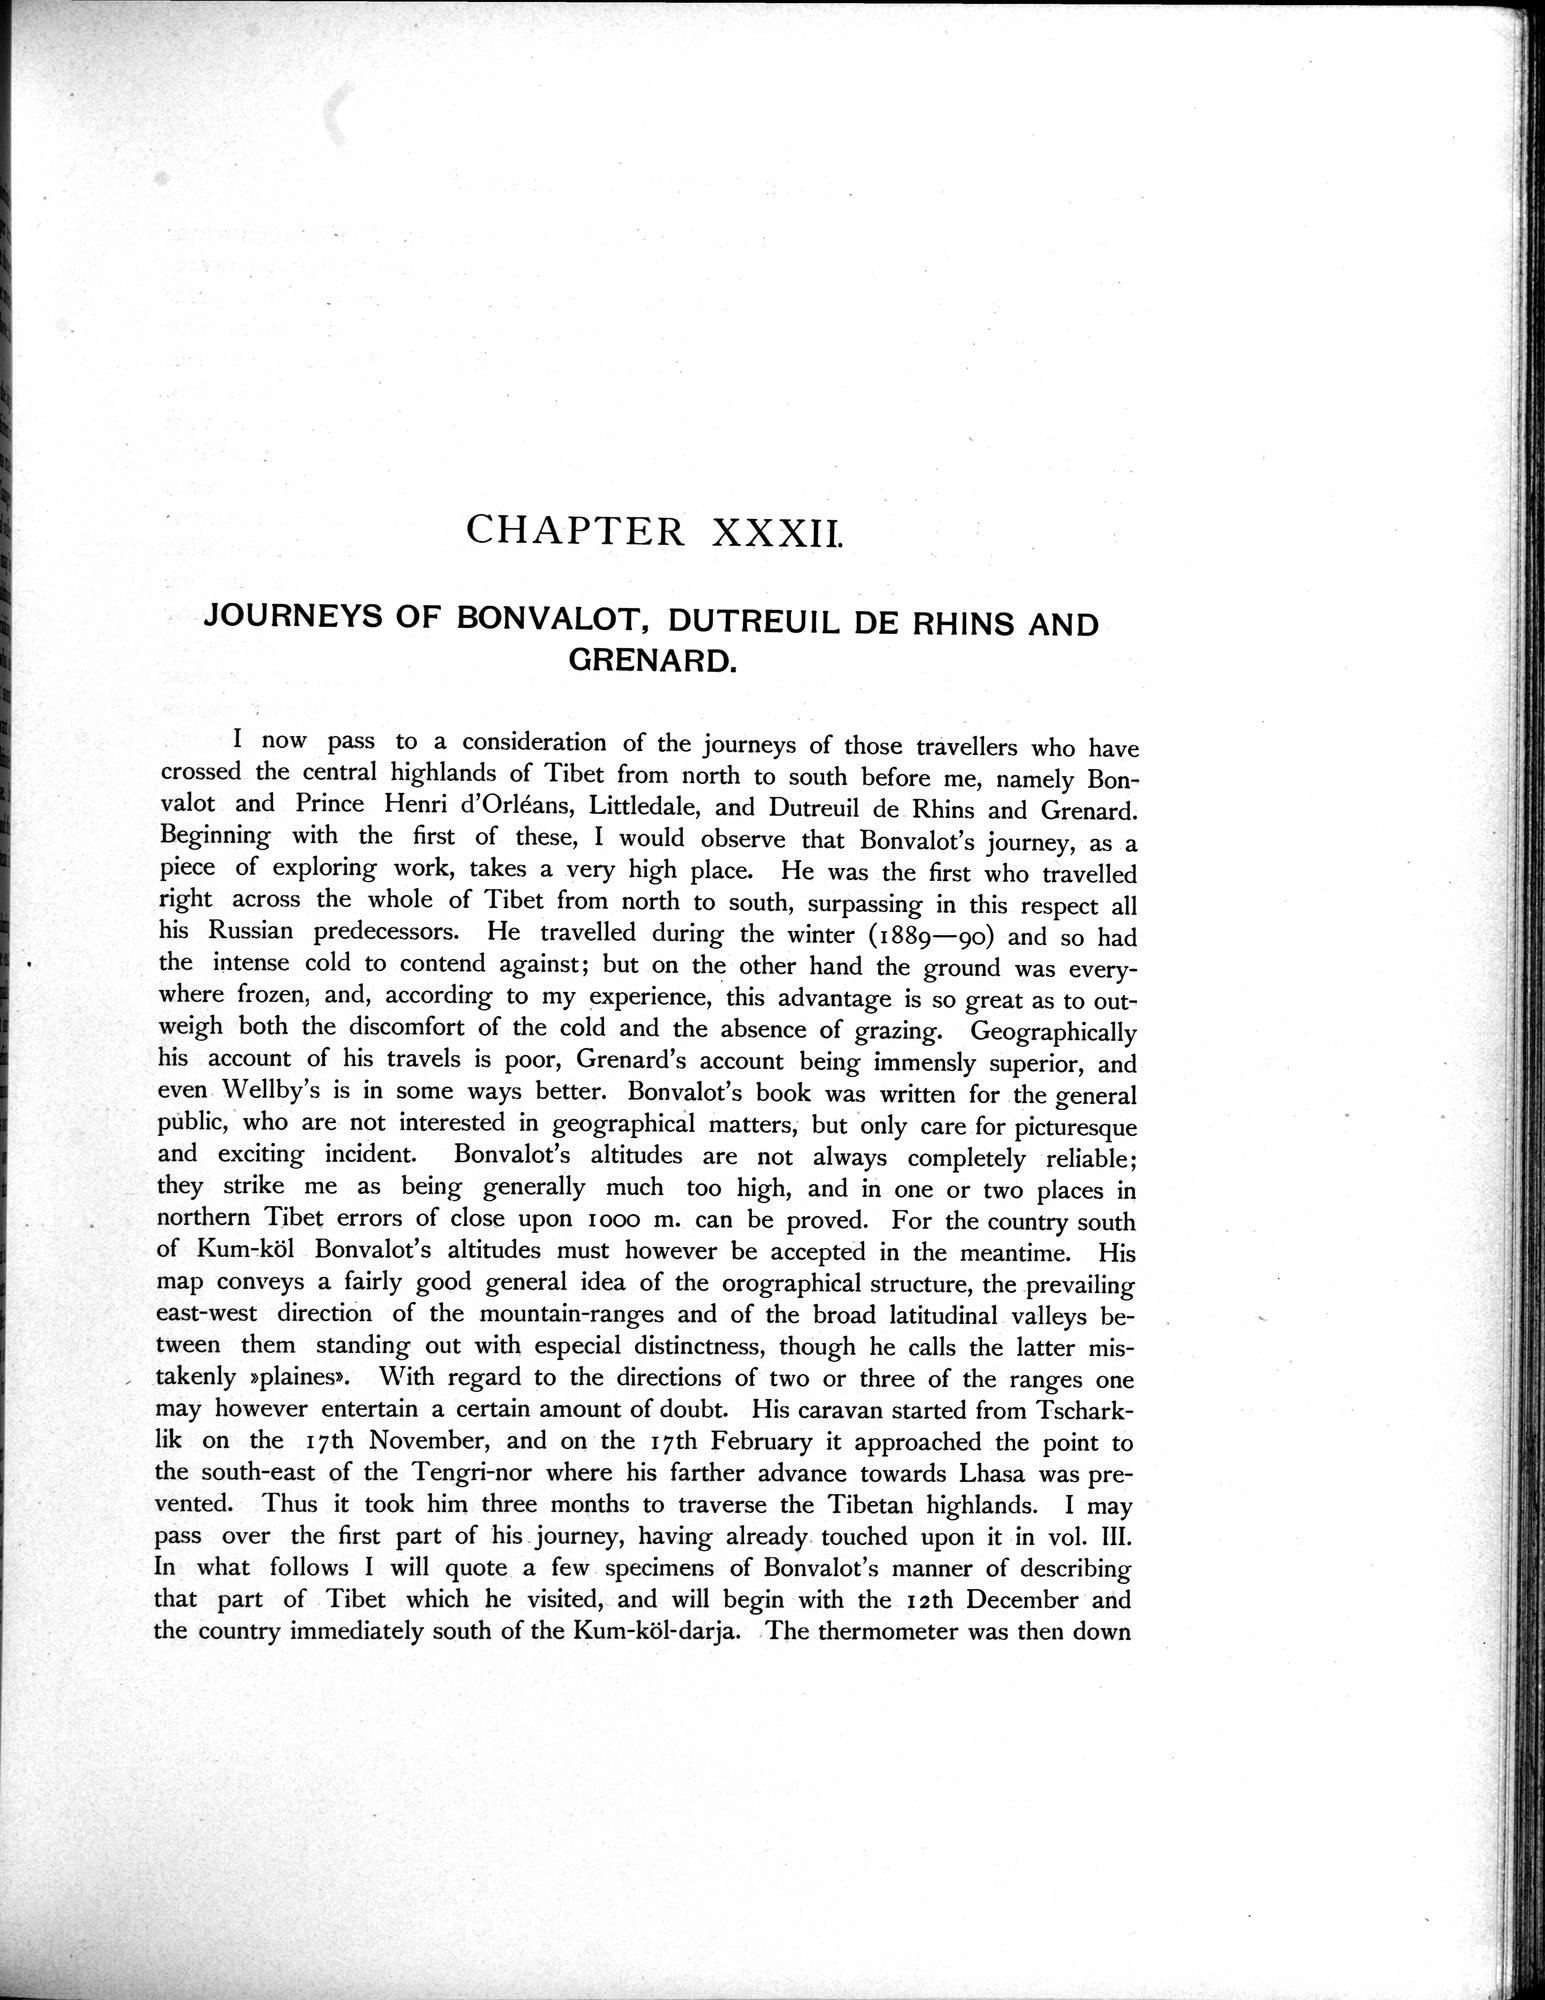 CHAPTER XXXII.
JOURNEYS OF BONVALOT, DUTREUIL DE RHINS AND
GRENARD.
I now pass to a consideration of the journeys of those travellers who have
crossed the central highlands of Tibet from north to south before me, namely Bon-
valot and Prince Henri d'Orléans, Littledale, and Dutreuil de Rhins and Grenard.
Beginning with the first of these, I would observe that Bonvalot's journey, as a
piece of exploring work, takes a very high place. He was the first who travelled
right across the whole of Tibet from north to south, surpassing in this respect all
his Russian predecessors. He travelled during the winter (1889—90) and so had
the intense cold to contend against; but on the other hand the ground was every-
where frozen, and, according to my experience, this advantage is so great as to out-
weigh both the discomfort of the cold and the absence of grazing. Geographically
his account of his travels is poor, Grenard's account being immensly superior, and
even Wellby's is in some ways better. Bonvalot's book was written for the general
public, who are not interested in geographical matters, but only care for picturesque
and exciting incident. Bonvalot's altitudes are not always completely reliable;
they strike me as being generally much too high, and in one or two places in
northern Tibet errors of close upon 1000 m. can be proved. For the country south
of Kum-köl Bonvalot's altitudes must however be accepted in the meantime. His
map conveys a fairly good general idea of the orographical structure, the prevailing
east-west direction of the mountain-ranges and of the broad latitudinal valleys be-
tween them standing out with especial distinctness, though he calls the latter mis-
takenly »plaines». With regard to the directions of two or three of the ranges one
may however entertain a certain amount of doubt. His caravan started from Tschark-
lik on the 17th November, and on the 17th February it approached the point to
the south-east of the Tengri-nor where his farther advance towards Lhasa was pre-
vented. Thus it took him three months to traverse the Tibetan highlands. I may
pass over the first part of his journey, having already touched upon it in vol. III.
In what follows I will quote a few specimens of Bonvalot's manner of describing
that part of Tibet which he visited, and will begin with the 12th December and
the country immediately south of the Kum-köl-darja. The thermometer was then down